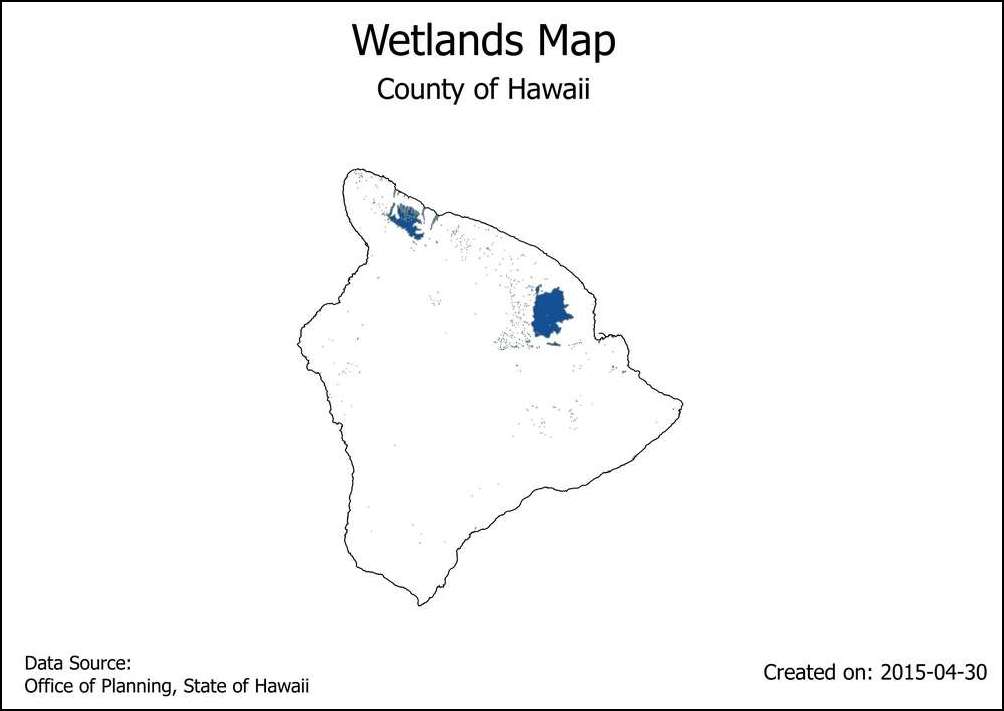 Wetlands Map
County of Hawaii
Data Source:
Office of Planning, State of Hawaii
Created on: 2015-04-30